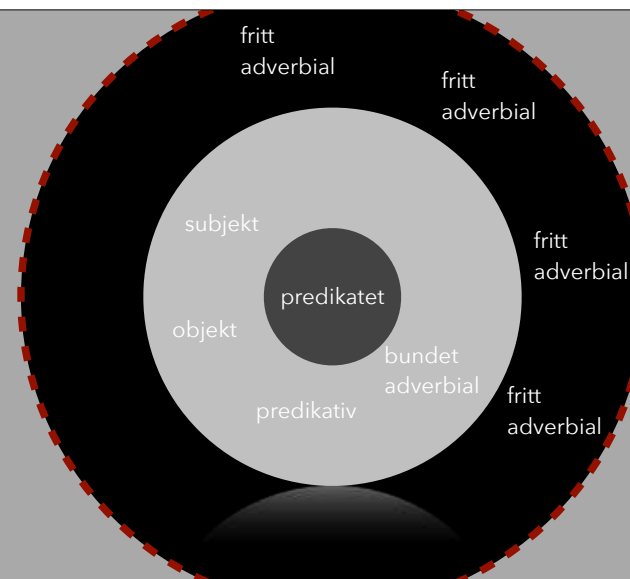 fritt
adverbial
fritt
adverbial
subjekt
fritt
adverbial
predikatet
objekt
bundet
adverbial
predikativ
fritt
adverbial